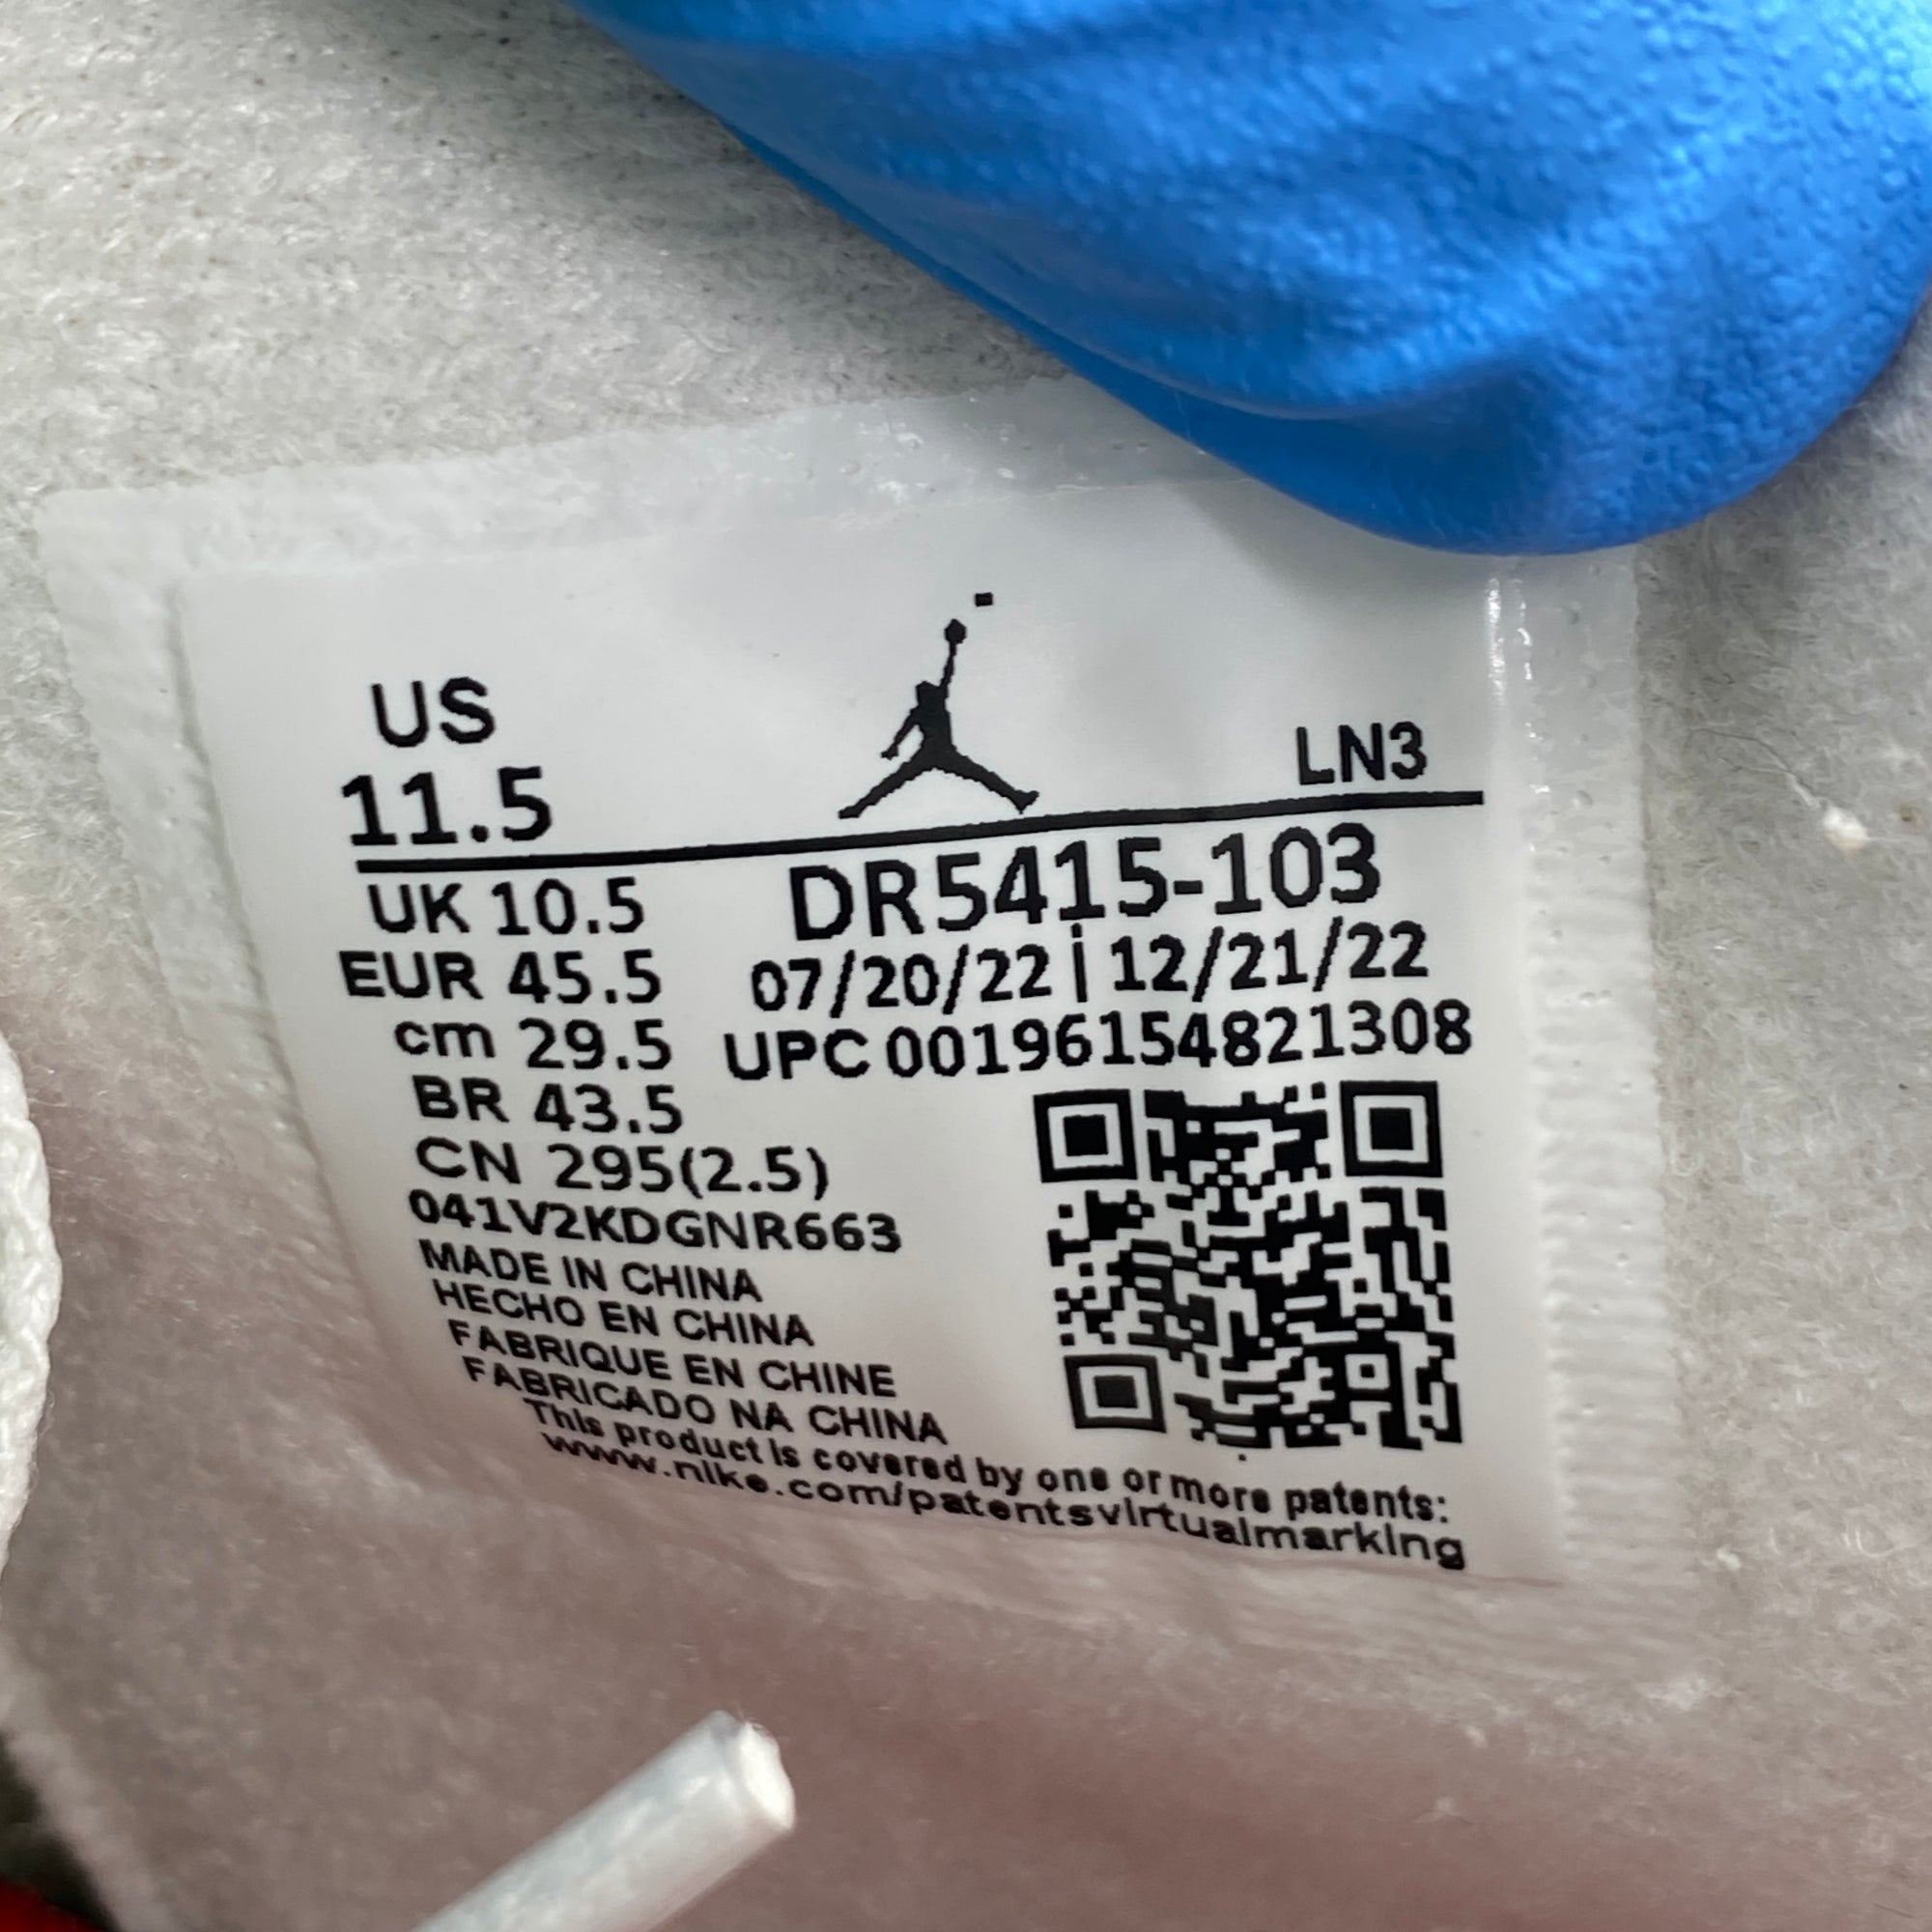 US
11.5
LN3
UK 10.5
EUR 45.5
cm 29.5
BR 43.5
CN 295(2.5)
DR5415-103
07/20/22 | 12/21/22
UPC 00196154821308
041V2KDGNR663
MADE IN CHINA
HECHO EN CHINA
FABRIQUE EN CHINE
FABRICADO NA CHINA
This product is covered by one or more patents:
www.nike.com/patentsvirtualmarking